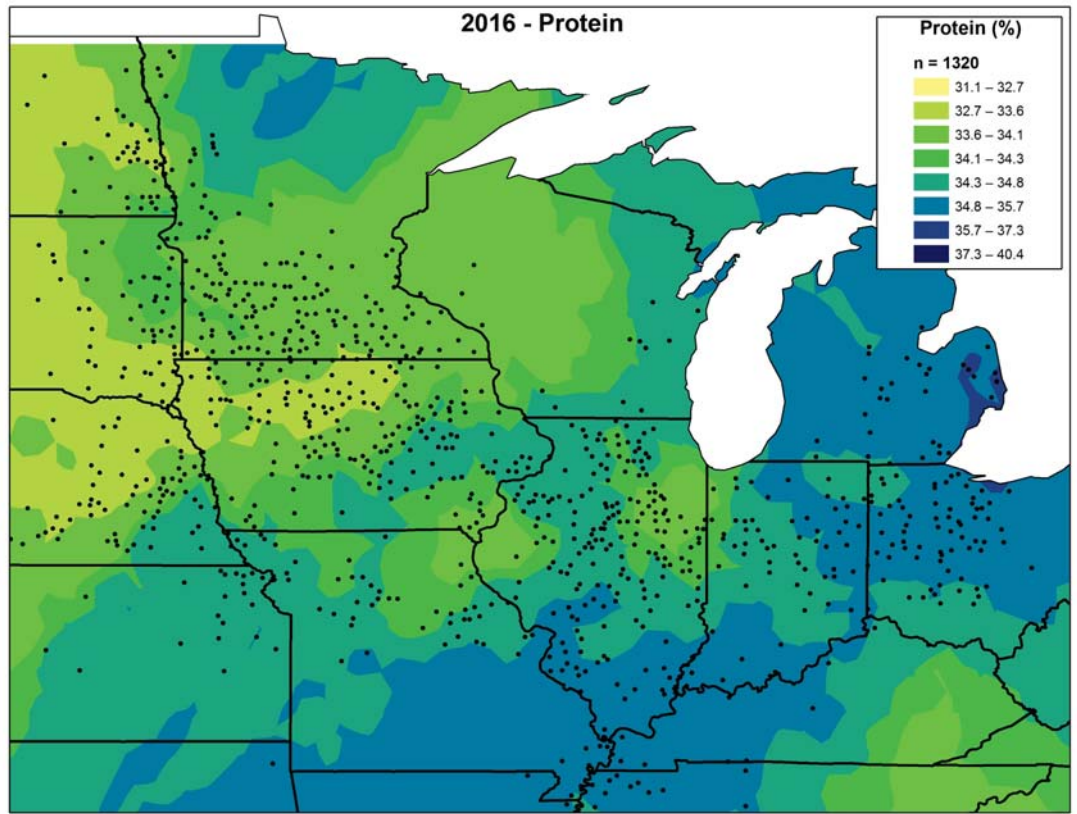 2016 - Protein
Protein (%)
n = 1320
31.1 – 32.7
32.7 – 33.6
33.6 – 34.1
34.1 – 34.3
34.3 – 34.8
34.8 – 35.7
35.7 – 37.3
37.3 – 40.4